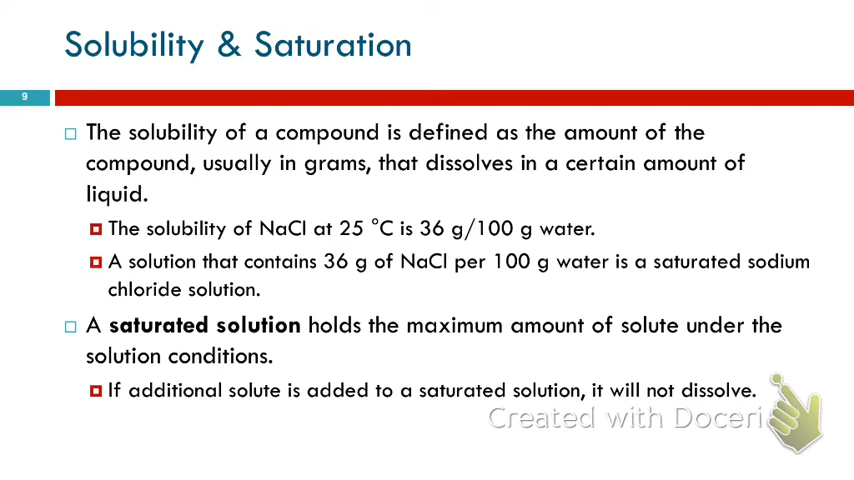 Solubility & Saturation
9
The solubility of a compound is defined as the amount of the
compound, usually in grams, that dissolves in a certain amount of
liquid.
The solubility of NaCl at 25 °C is 36 g/100 g water.
A solution that contains 36 g of NaCl per 100 g water is a saturated sodium
chloride solution.
A saturated solution holds the maximum amount of solute under the
solution conditions.
If additional solute is added to a saturated solution, it will not dissolve.
Created with Doceri